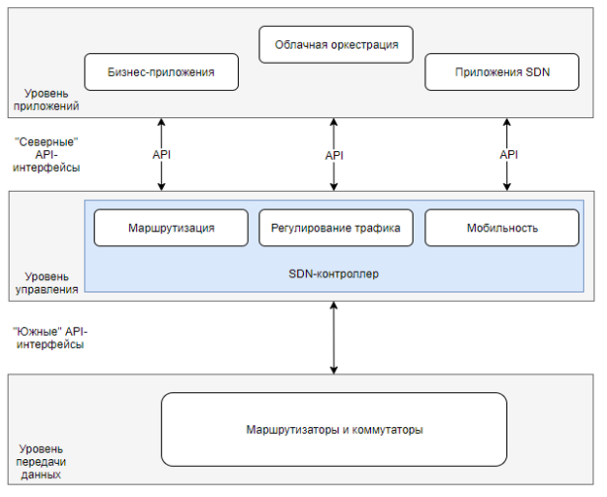 Облачная оркестрация
Бизнес-приложения
Приложения SDN
Уровень
приложений
"Северные"
API-
интерфейсы
API
API
API
Маршрутизация
Регулирование трафика
Мобильность
SDN-контроллер
Уровень
управления
"Южные" API-
интерфейсы
Маршрутизаторы и коммутаторы
Уровень
передачи
данных